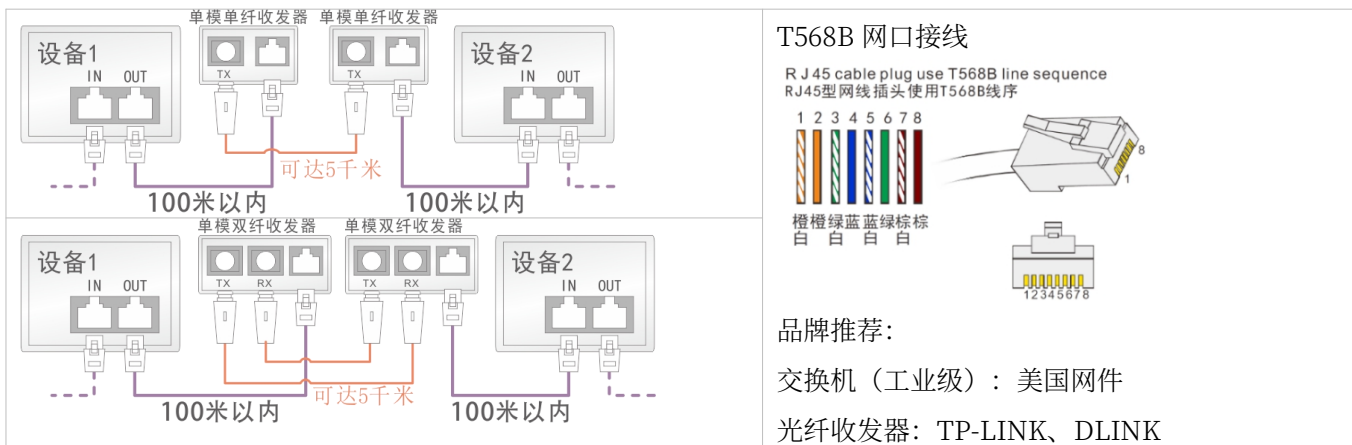 单模单纤收发器 单模单纤收发器
设备1
IN OUT
TX
TX
设备2
IN OUT
可达5千米
100米以内
100米以内
单模双纤收发器
单模双纤收发器
设备1
IN OUT
TX RX
TX RX
设备2
IN OUT
可达5千米
100米以内
100米以内
T568B 网口接线
RJ45 cable plug use T568B line sequence
RJ45型网线插头使用T568B线序
1 2 3 4 5 6 7 8
橙白 橙 绿白 蓝 蓝白 绿 棕白 棕
8
1
12345678
品牌推荐：
交换机（工业级）：美国网件
光纤收发器：TP-LINK、DLINK